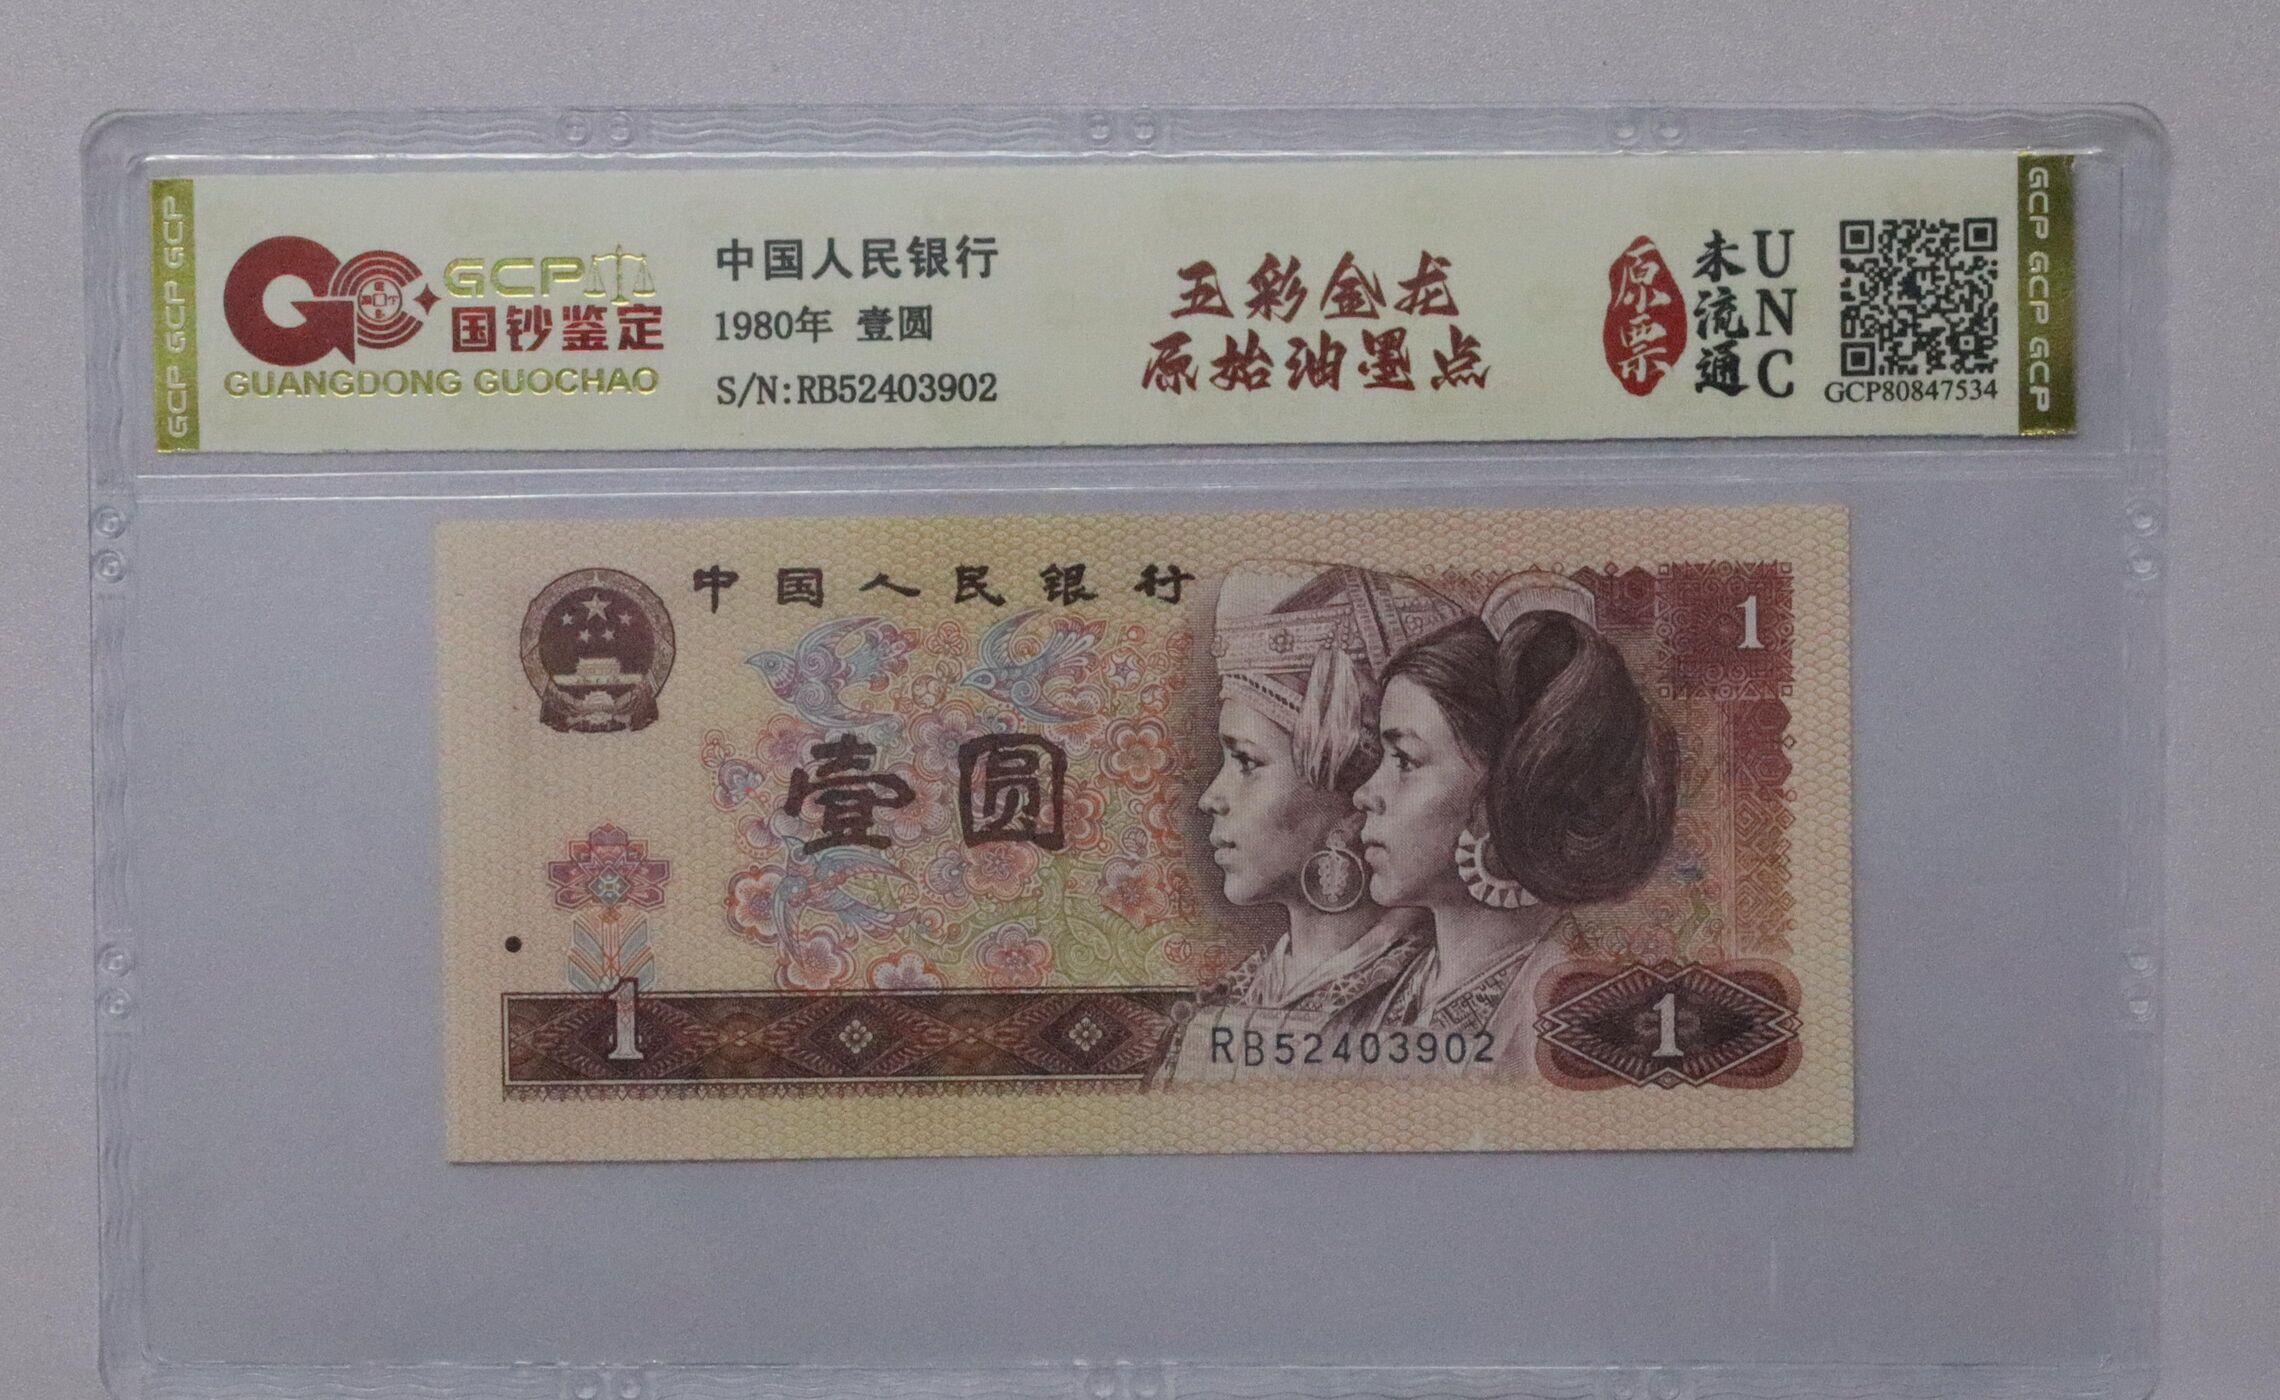 GCP GCP GCP
GCP
国钞鉴定
GUANGDONG GUOCHAO
中国人民银行
1980年 壹圆
S/N:RB52403902
五彩金龙
原始油墨点
原票
未流通
UNC
GCP80847534
GCP GCP GCP
中国人民银行
1
壹圆
1
RB52403902
1